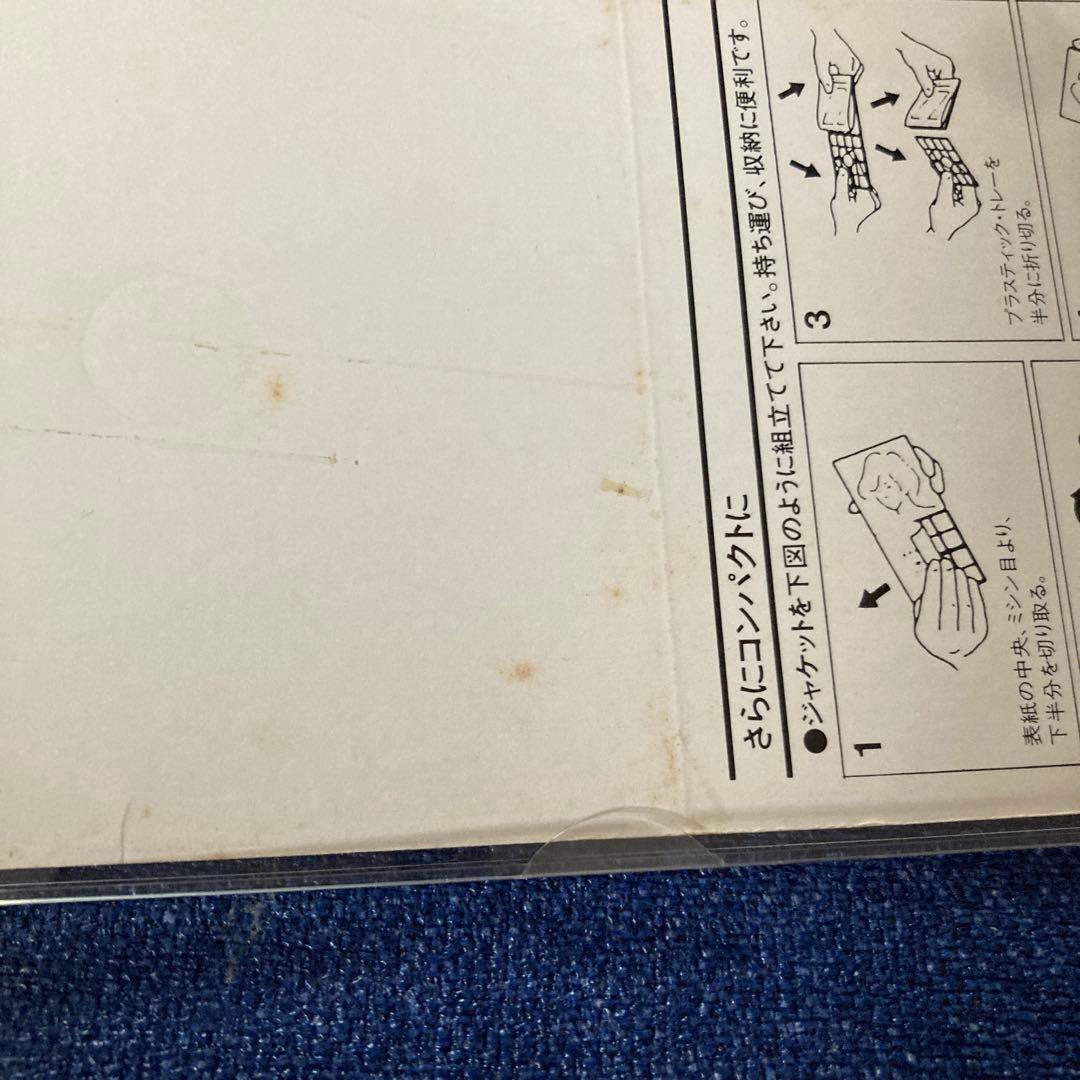 さらにコンパクトに
●ジャケットを下図のように組立てて下さい。持ち運び、収納に便利です。
1
表紙の中央、ミシン目より、
下半分を切り取る。
3
プラスティック・トレーを
半分に折り切る。